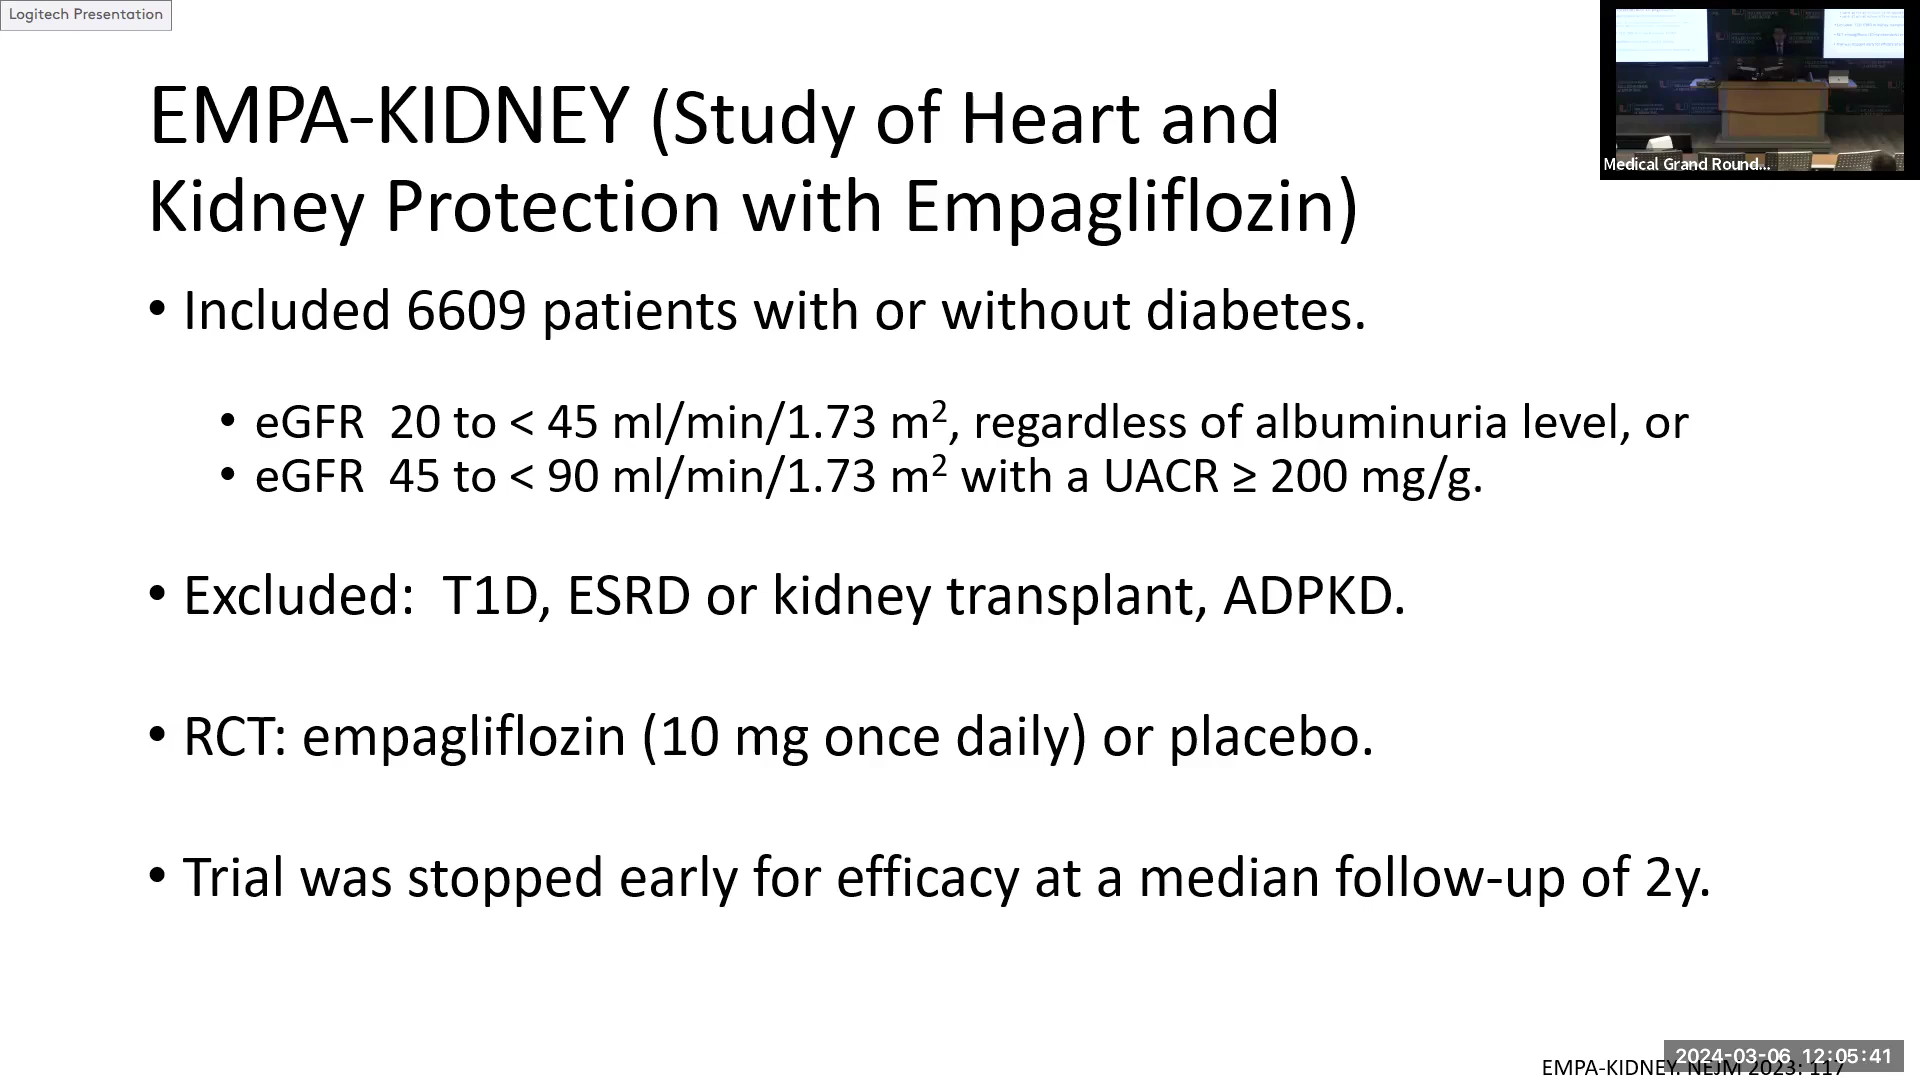 Logitech Presentation
EMPA-KIDNEY (Study of Heart and
Kidney Protection with Empagliflozin)
Medical Grand Round...
• Included 6609 patients with or without diabetes.
• eGFR 20 to < 45 ml/min/1.73 m², regardless of albuminuria level, or
• eGFR 45 to < 90 ml/min/1.73 m² with a UACR ≥ 200 mg/g.
• Excluded: T1D, ESRD or kidney transplant, ADPKD.
• RCT: empagliflozin (10 mg once daily) or placebo.
• Trial was stopped early for efficacy at a median follow-up of 2y.
2024-03-06 12:05:41
EMPA-KIDNEY. NEJM 2023; 117